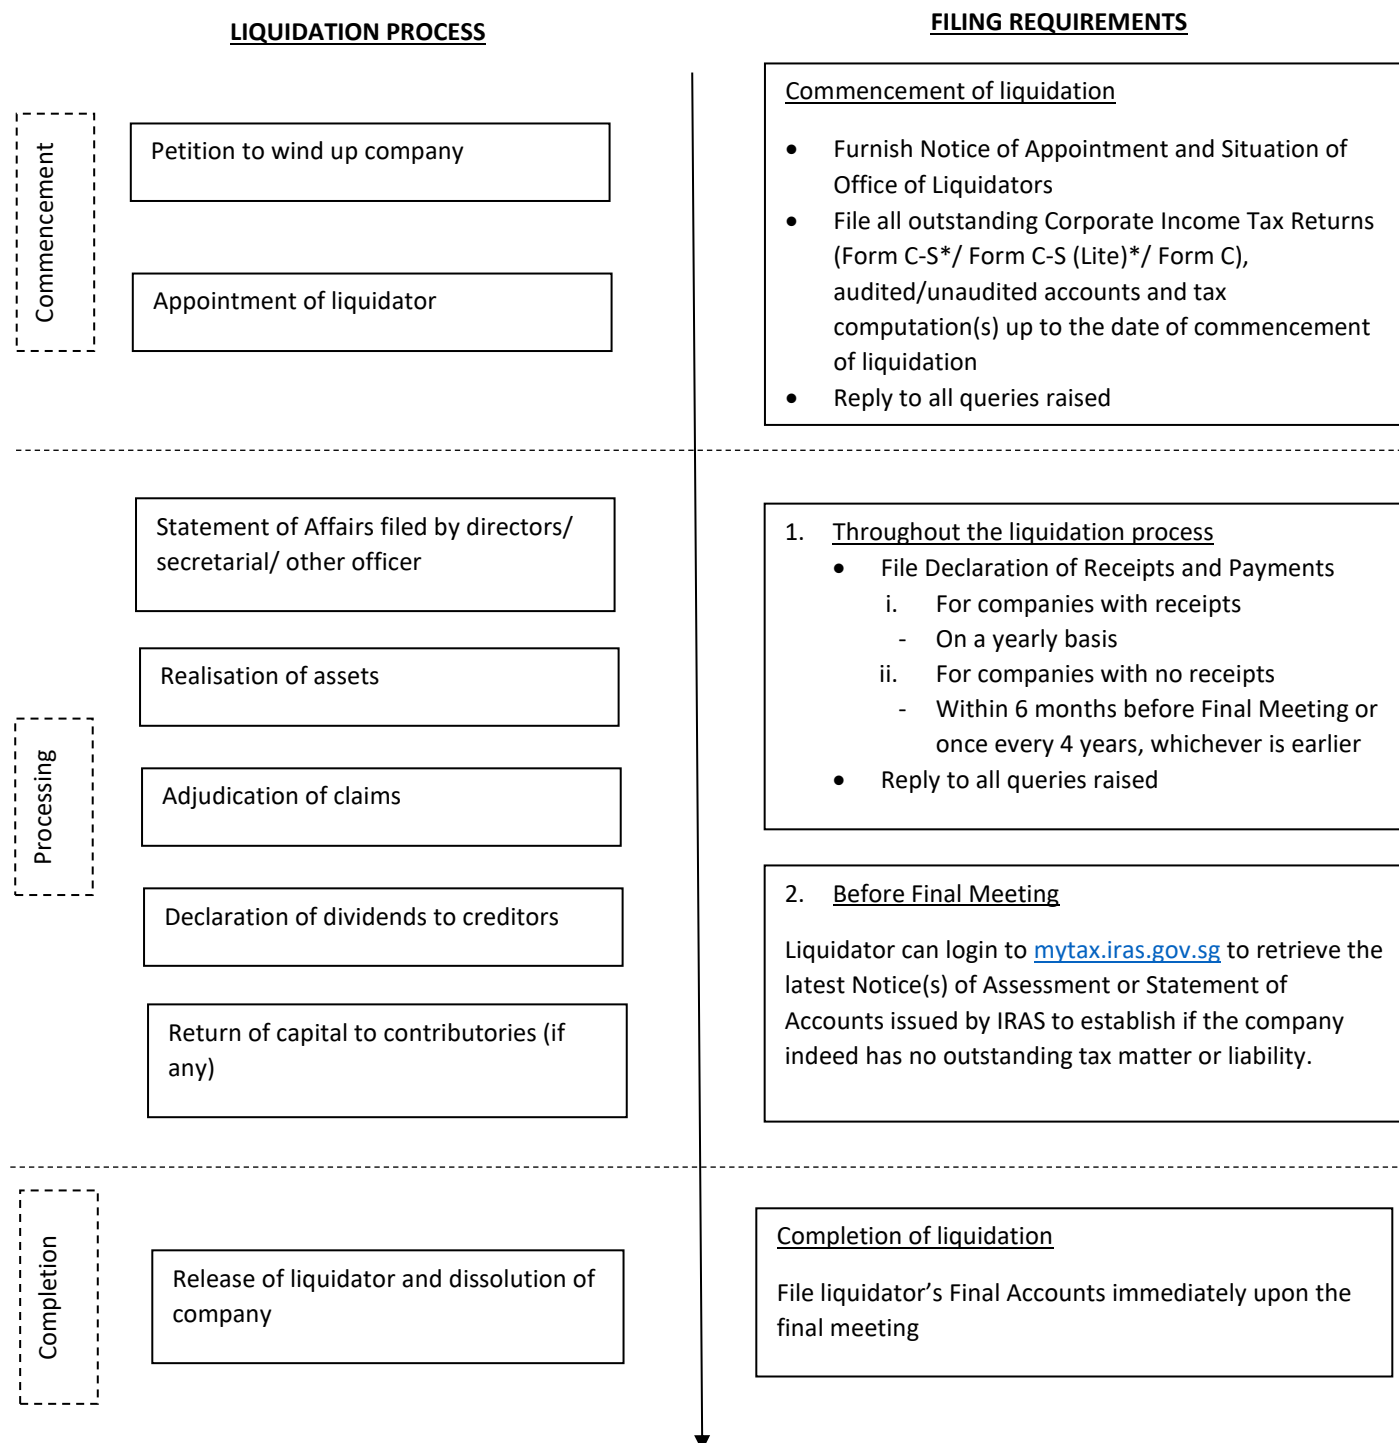 LIQUIDATION PROCESS
FILING REQUIREMENTS
Commencement
Petition to wind up company
Appointment of liquidator
Commencement of liquidation
• Furnish Notice of Appointment and Situation of
Office of Liquidators
• File all outstanding Corporate Income Tax Returns
(Form C-S*/ Form C-S (Lite)*/ Form C),
audited/unaudited accounts and tax
computation(s) up to the date of commencement
of liquidation
• Reply to all queries raised
Processing
Statement of Affairs filed by directors/
secretarial/ other officer
Realisation of assets
Adjudication of claims
Declaration of dividends to creditors
Return of capital to contributories (if
any)
1. Throughout the liquidation process
• File Declaration of Receipts and Payments
i. For companies with receipts
- On a yearly basis
ii. For companies with no receipts
- Within 6 months before Final Meeting or
once every 4 years, whichever is earlier
• Reply to all queries raised
2. Before Final Meeting
Liquidator can login to mytax.iras.gov.sg to retrieve the
latest Notice(s) of Assessment or Statement of
Accounts issued by IRAS to establish if the company
indeed has no outstanding tax matter or liability.
Completion
Release of liquidator and dissolution of
company
Completion of liquidation
File liquidator’s Final Accounts immediately upon the
final meeting